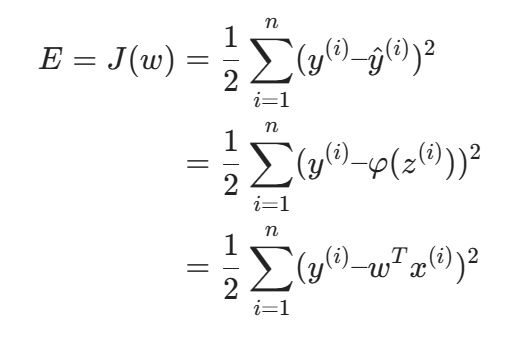 E = J(w) = \frac{1}{2} \sum_{i=1}^{n} (y^{(i)} – \hat{y}^{(i)})^2
= \frac{1}{2} \sum_{i=1}^{n} (y^{(i)} – φ(z^{(i)}))^2
= \frac{1}{2} \sum_{i=1}^{n} (y^{(i)} – w^T x^{(i)})^2